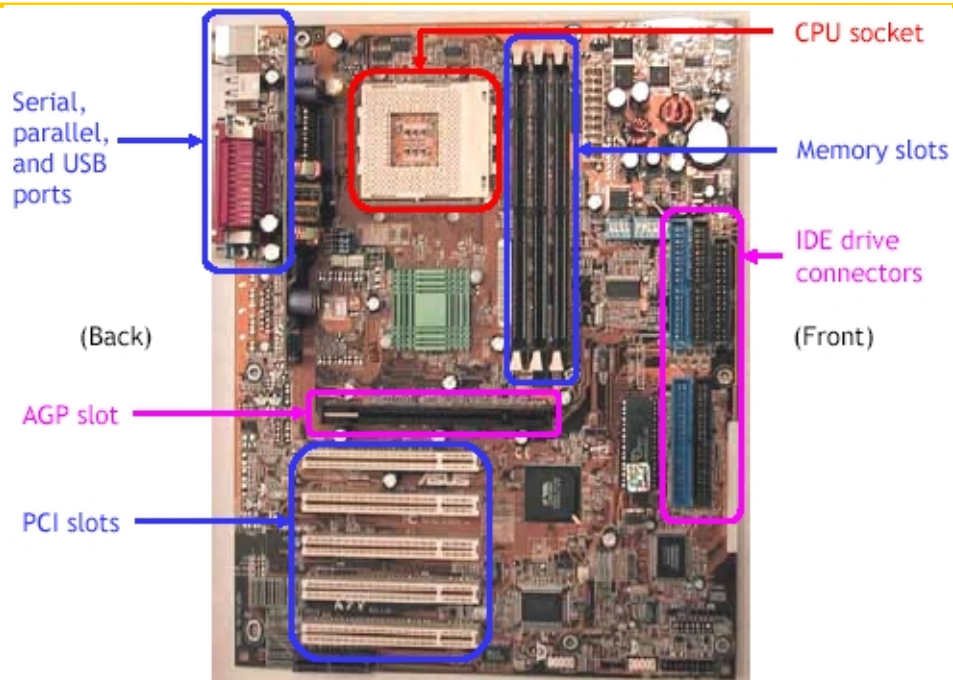 CPU socket
Serial,
parallel,
and USB
ports
Memory slots
IDE drive
connectors
(Back)
(Front)
AGP slot
PCI slots